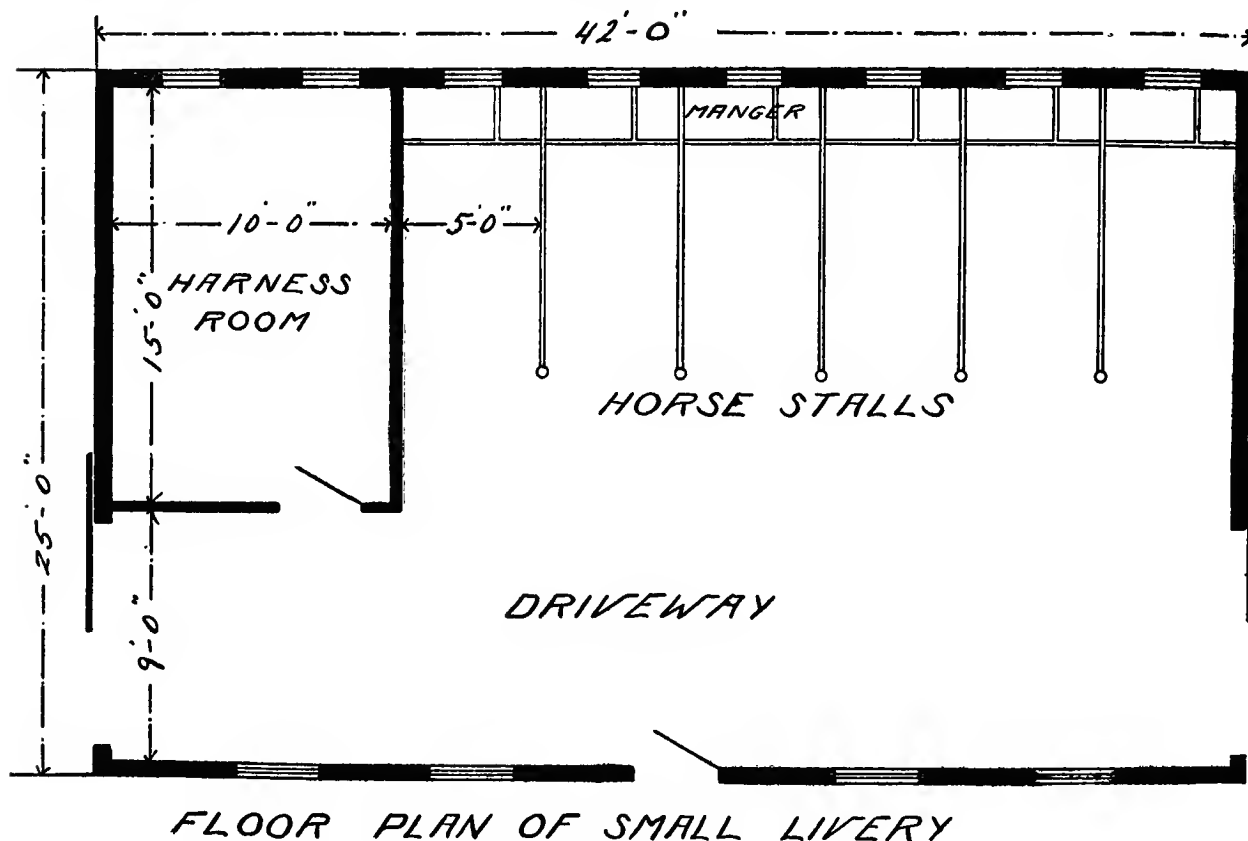 42'-0"
MANGER
10'-0"
5'0"
HARNESS
ROOM
15'-0"
HORSE STALLS
25'-0"
DRIVEWAY
9'-0"
FLOOR PLAN OF SMALL LIVERY